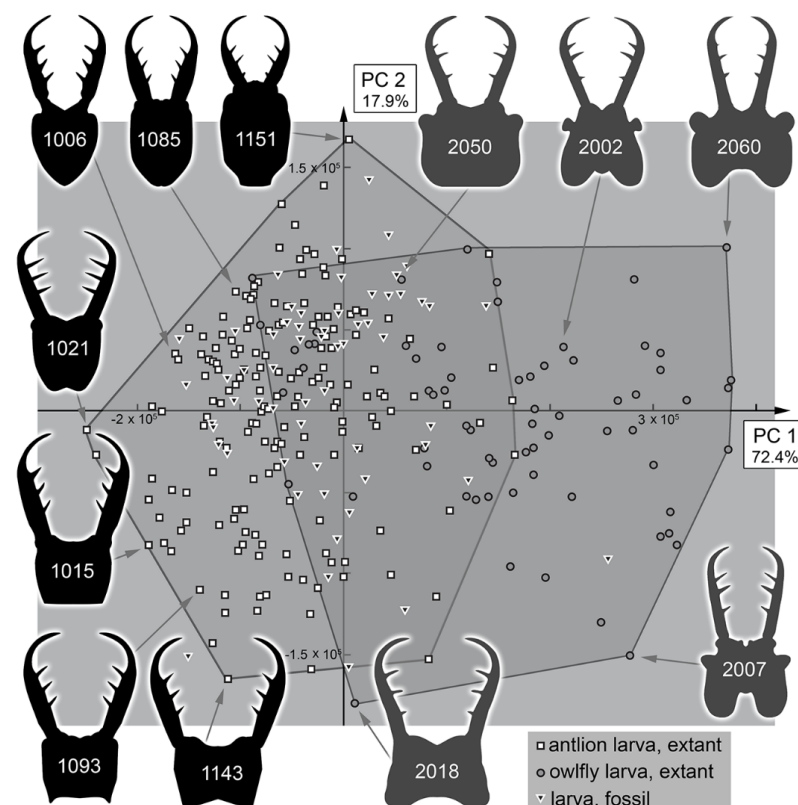 PC 2
17.9%
1006
1085
1151
2050
2002
2060
1.5 x 10⁵
1021
-2 x 10⁵
3 x 10⁵
PC 1
72.4%
1015
-1.5 x 10⁵
2007
1093
1143
2018
antlion larva, extant
owlfly larva, extant
larva, fossil